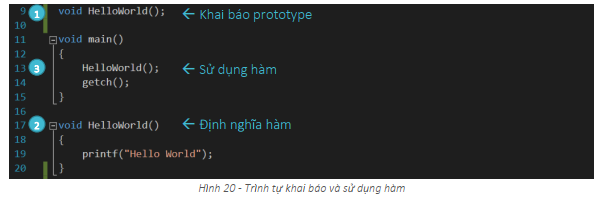 9 1 void HelloWorld(); ← Khai báo prototype
10
11 void main()
12 {
13 3 HelloWorld(); ← Sử dụng hàm
14 getch();
15 }
16
17 2 void HelloWorld() ← Định nghĩa hàm
18 {
19 printf("Hello World");
20 }
Hình 20 - Trình tự khai báo và sử dụng hàm